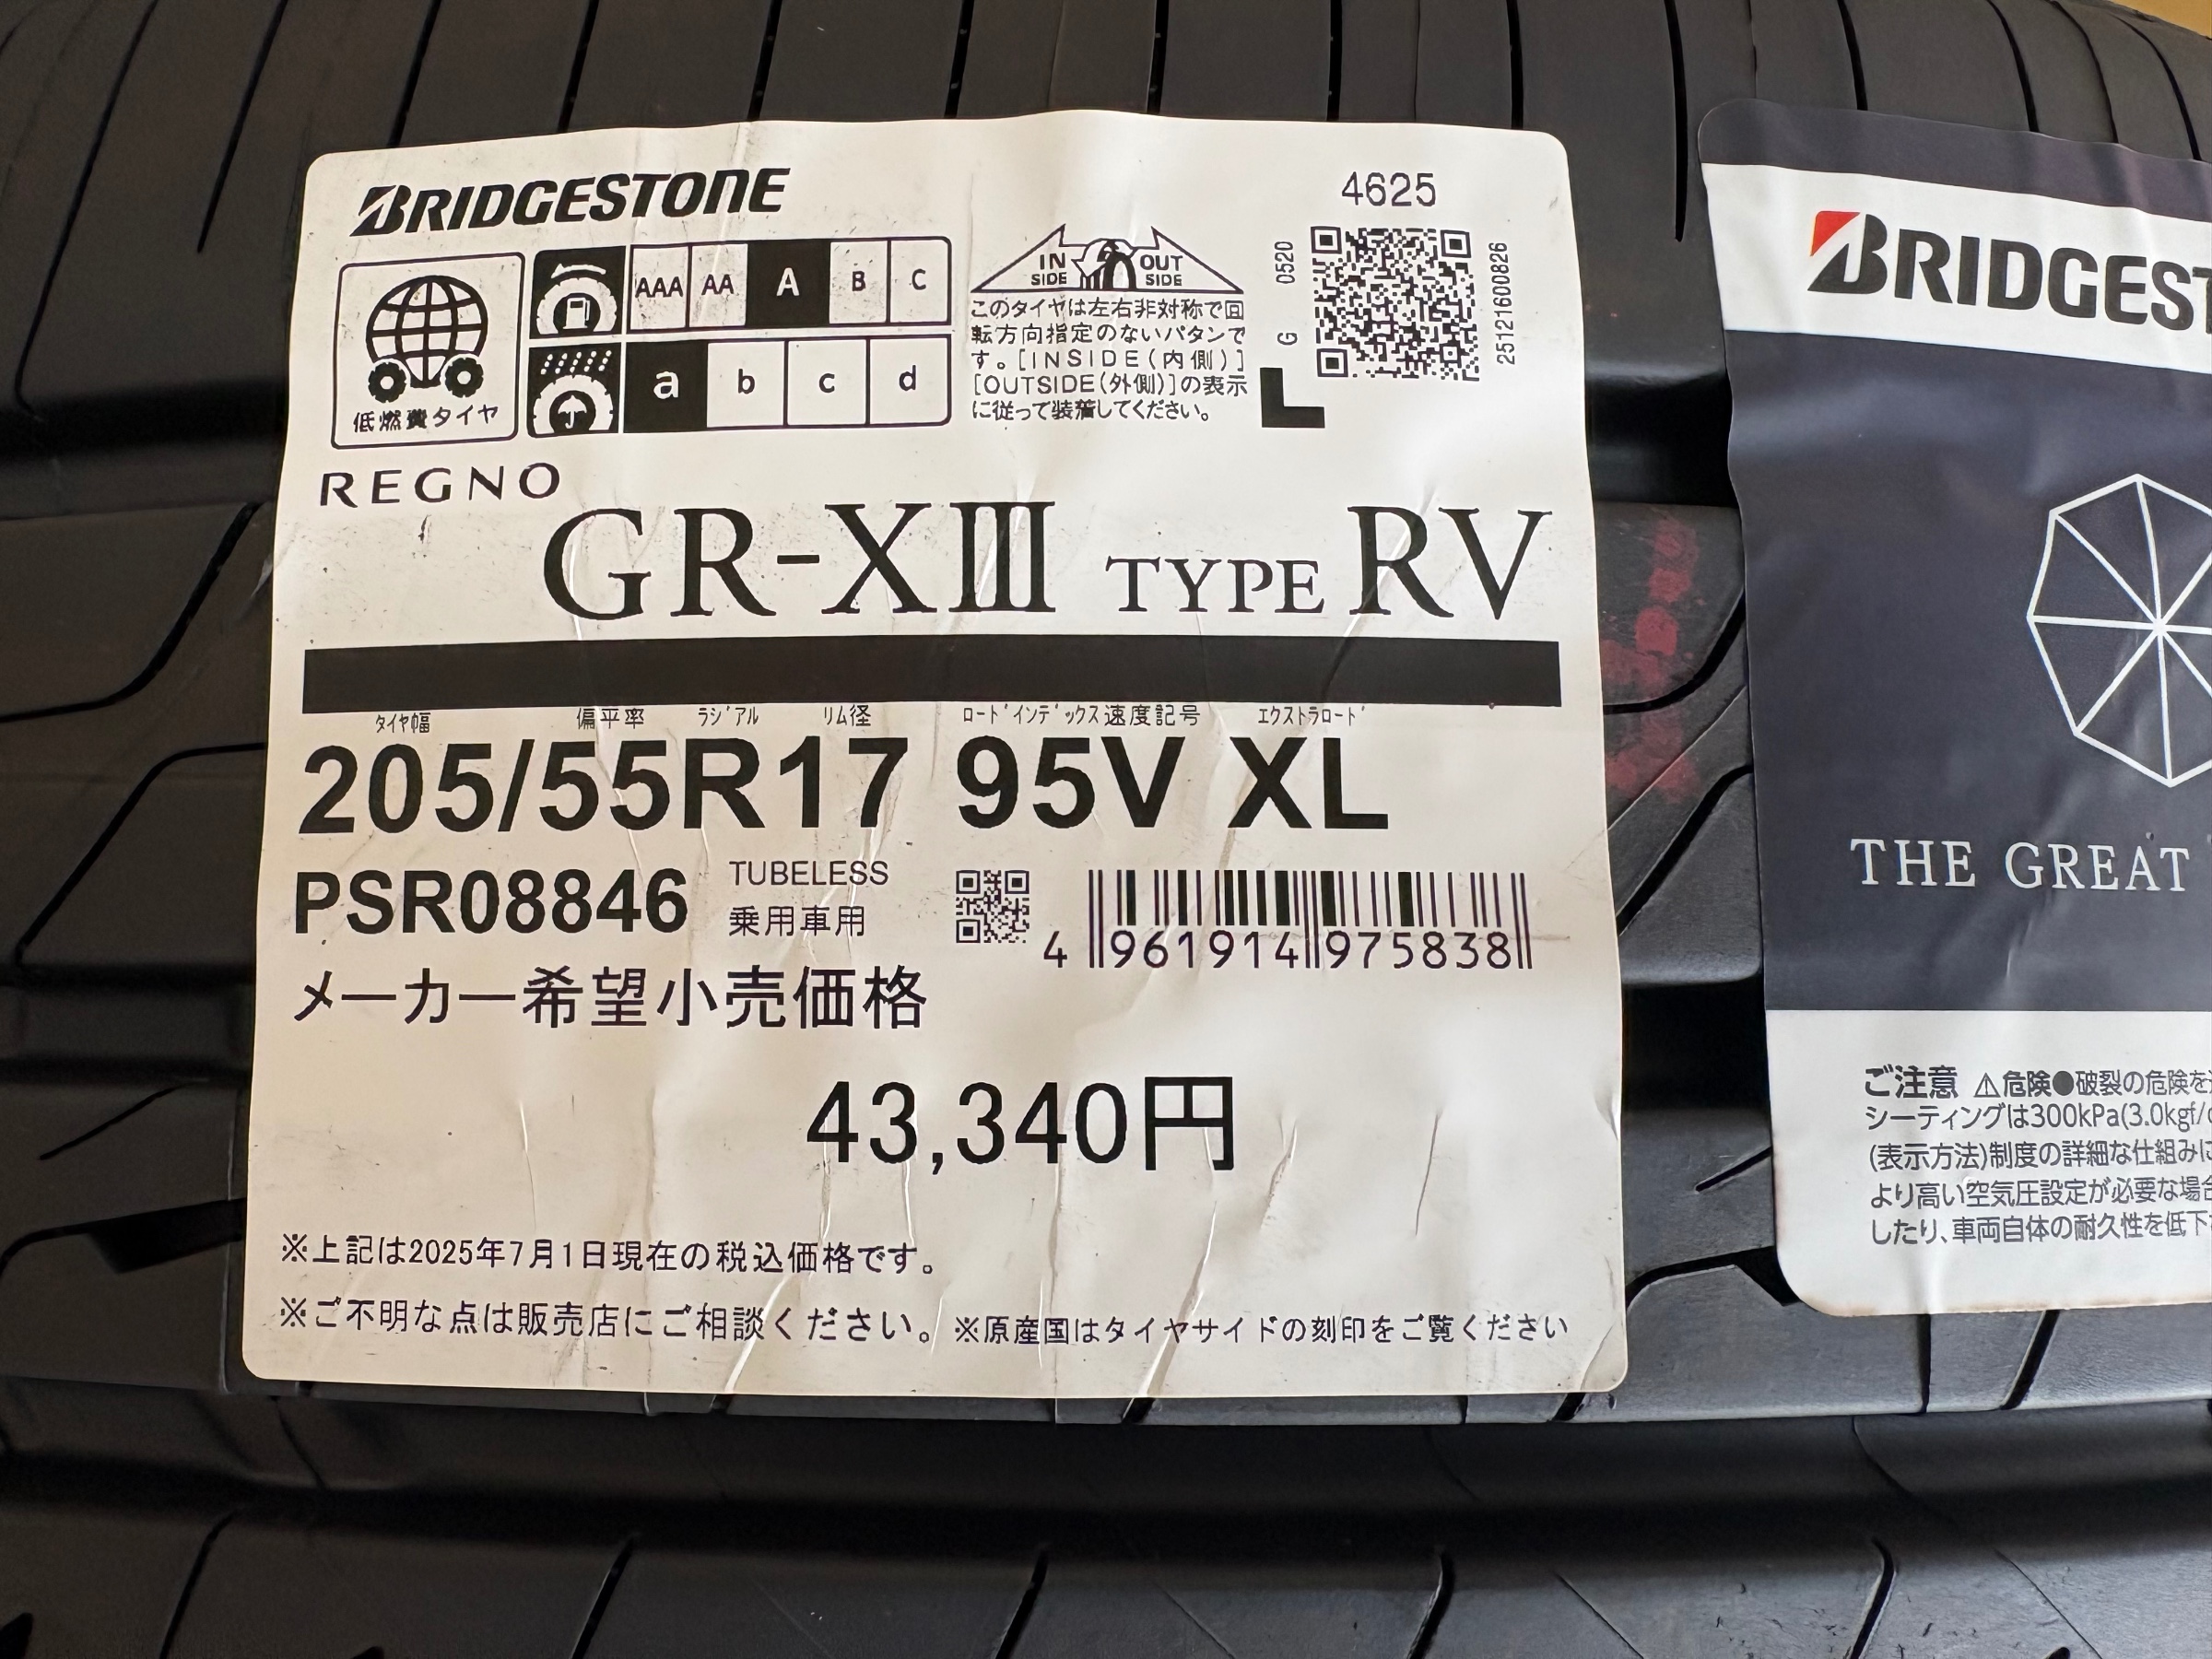 BRIDGESTONE
低燃費タイヤ
AAA AA A B C
a b c d
IN SIDE OUT SIDE
このタイヤは左右非対称で回
転方向指定のないパタンで
す。[INSIDE(内側)]
[OUTSIDE(外側)]の表示
に従って装着してください。
4625
G 0520
25121600826
L
REGNO
GR-XⅢ TYPE RV
タイヤ幅 偏平率 ラジアル リム径 ロードインデックス 速度記号 エクストラロード
205/55R17 95V XL
PSR08846
TUBELESS
乗用車用
4 961914 975838
メーカー希望小売価格
43,340円
※上記は2025年7月1日現在の税込価格です。
※ご不明な点は販売店にご相談ください。※原産国はタイヤサイドの刻印をご覧ください
BRIDGEST
THE GREAT
ご注意 ⚠危険●破裂の危険を
シーティングは300kPa(3.0kgf/
(表示方法)制度の詳細な仕組みに
より高い空気圧設定が必要な場合
したり、車両自体の耐久性を低下